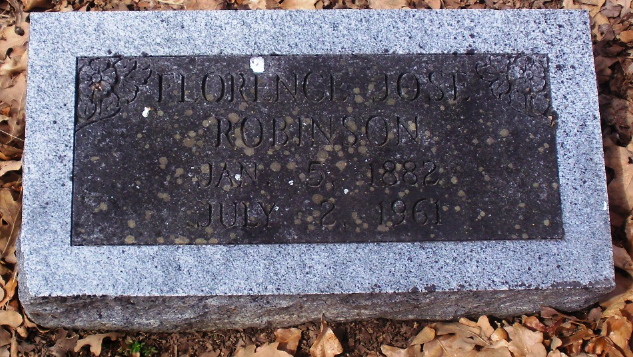 FLORENCE JOSE
ROBINSON
JAN. 5, 1882
JULY 2, 1961